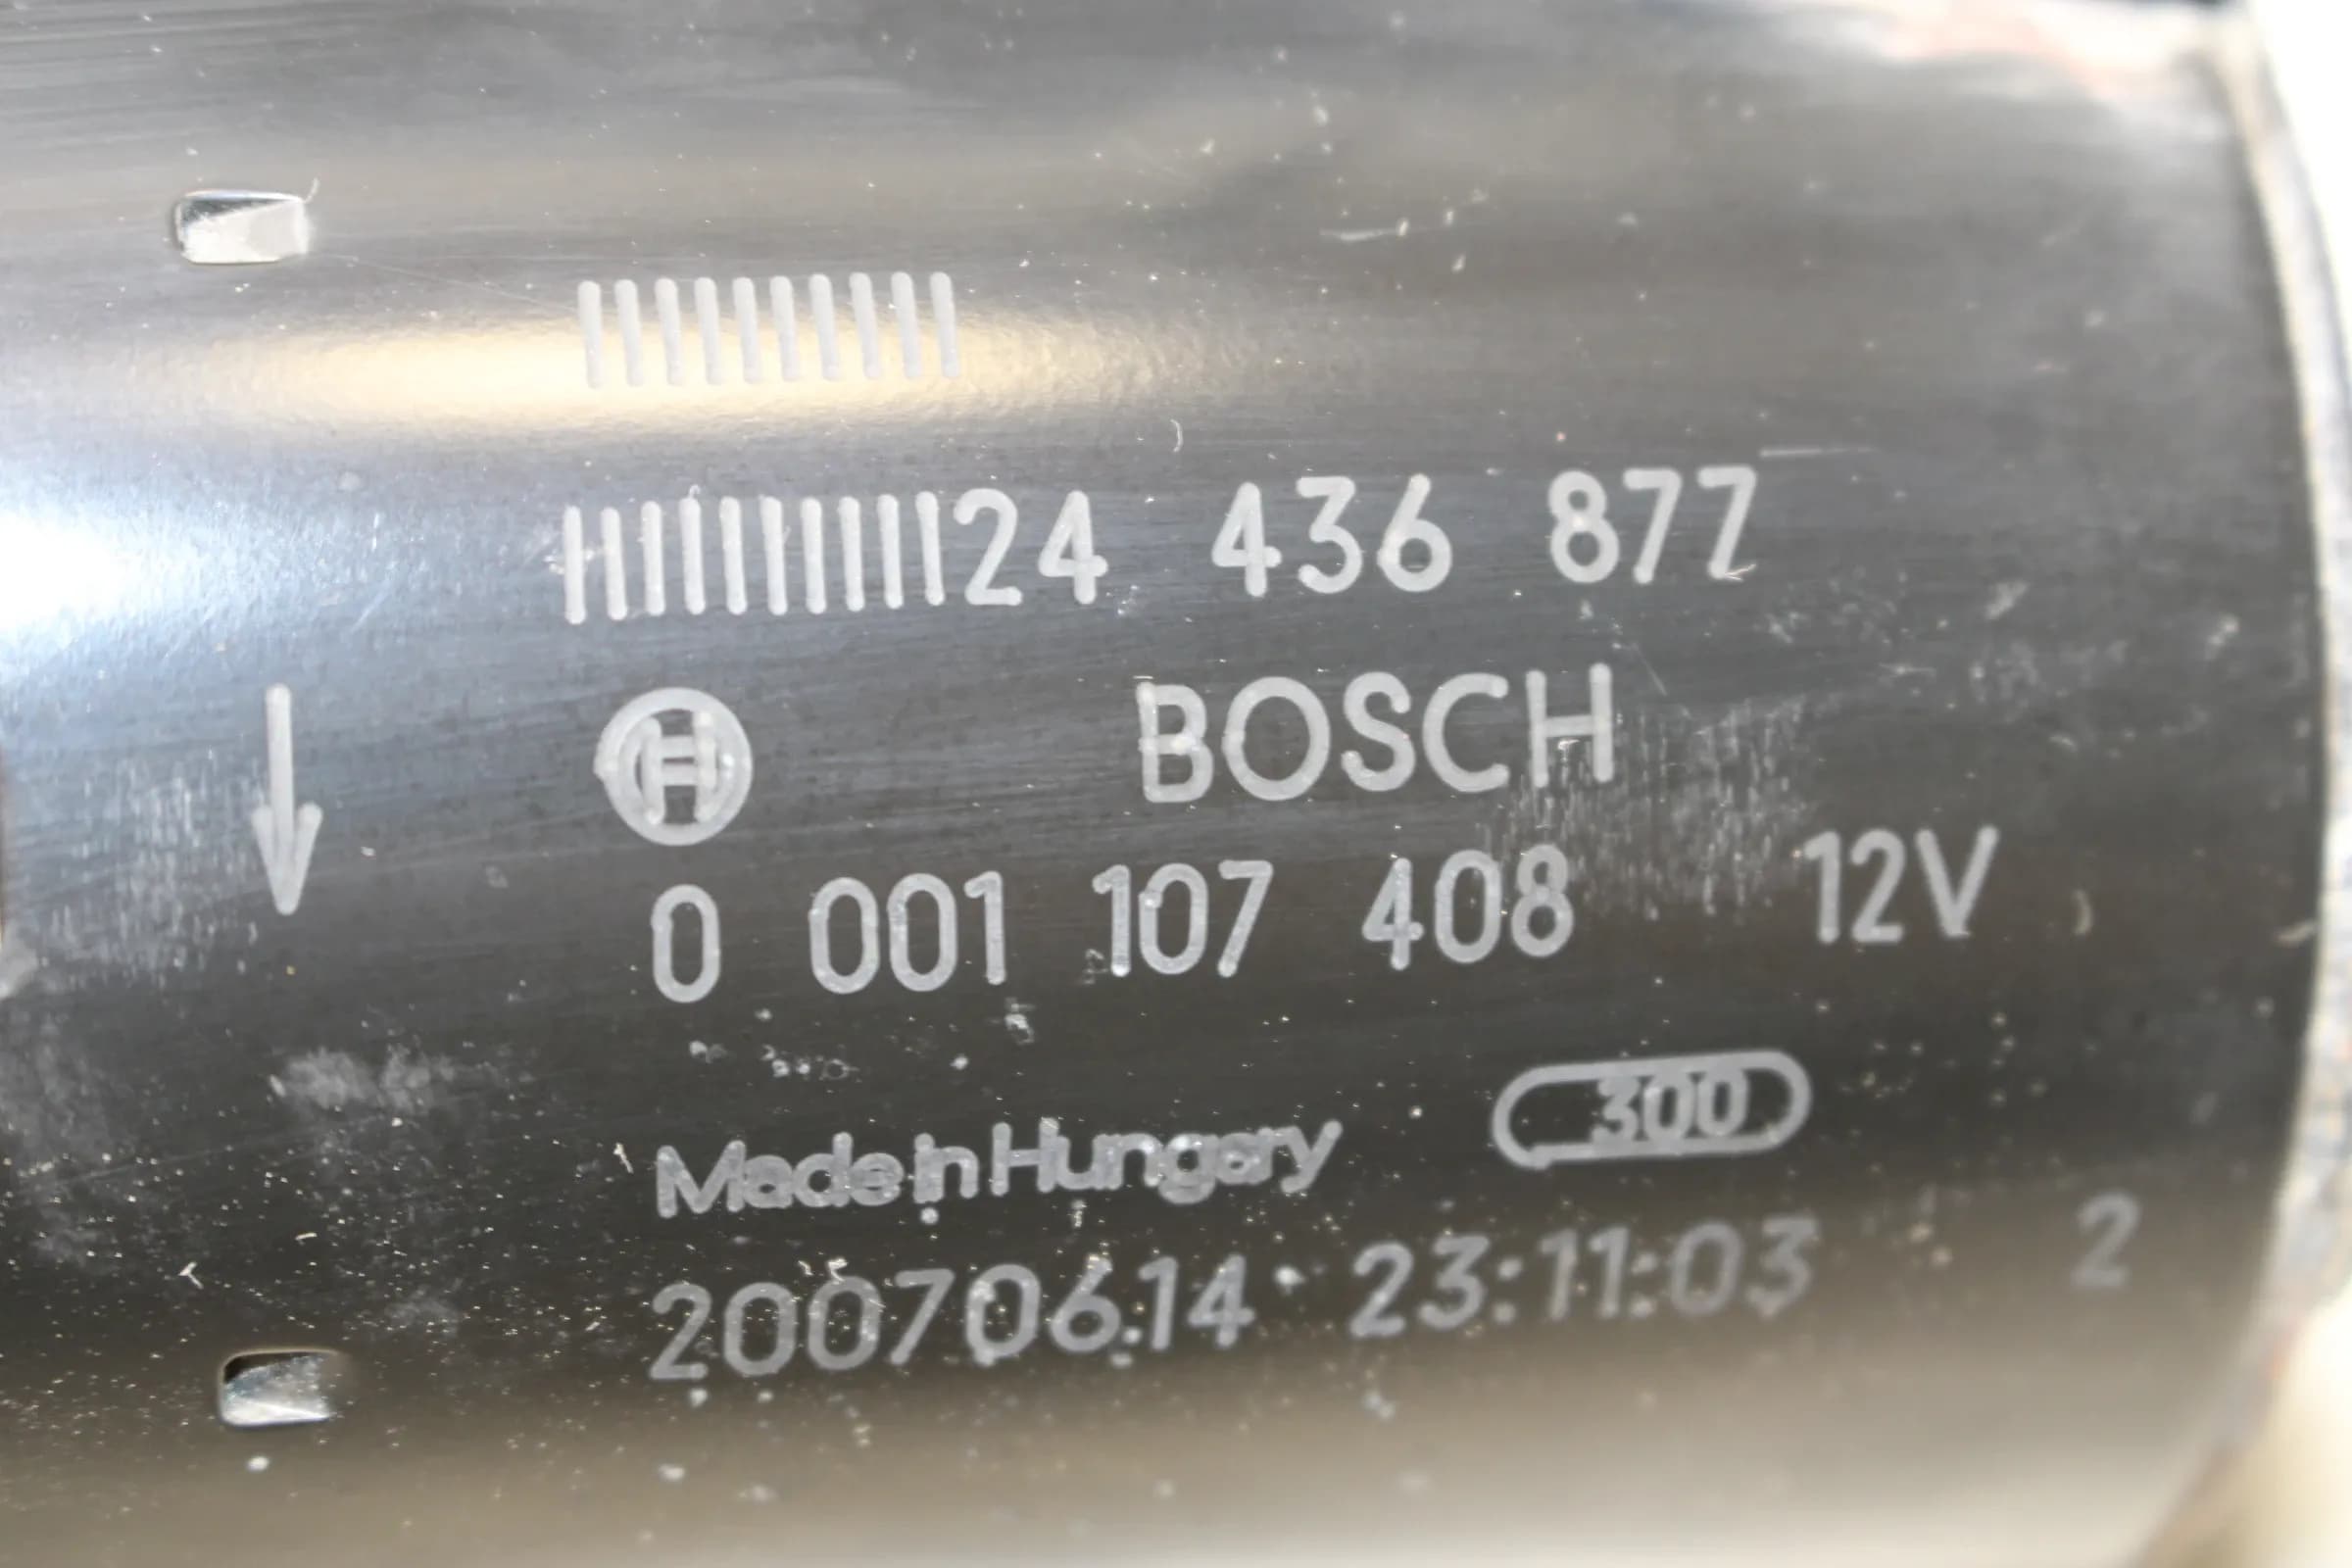 24 436 877
BOSCH
0 001 107 408 12V
300
Made in Hungary
20070614 23:11:03 2